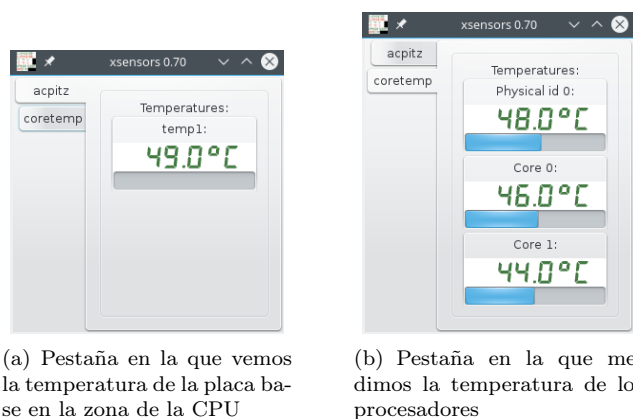 xsensors 0.70
acpitz
coretemp
Temperatures:
temp1:
49.0°C
(a) Pestaña en la que vemos
la temperatura de la placa ba-
se en la zona de la CPU
xsensors 0.70
acpitz
coretemp
Temperatures:
Physical id 0:
48.0°C
Core 0:
46.0°C
Core 1:
44.0°C
(b) Pestaña en la que me
dimos la temperatura de lo
procesadores